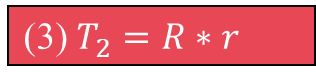 (3) T₂ = R ∗ r